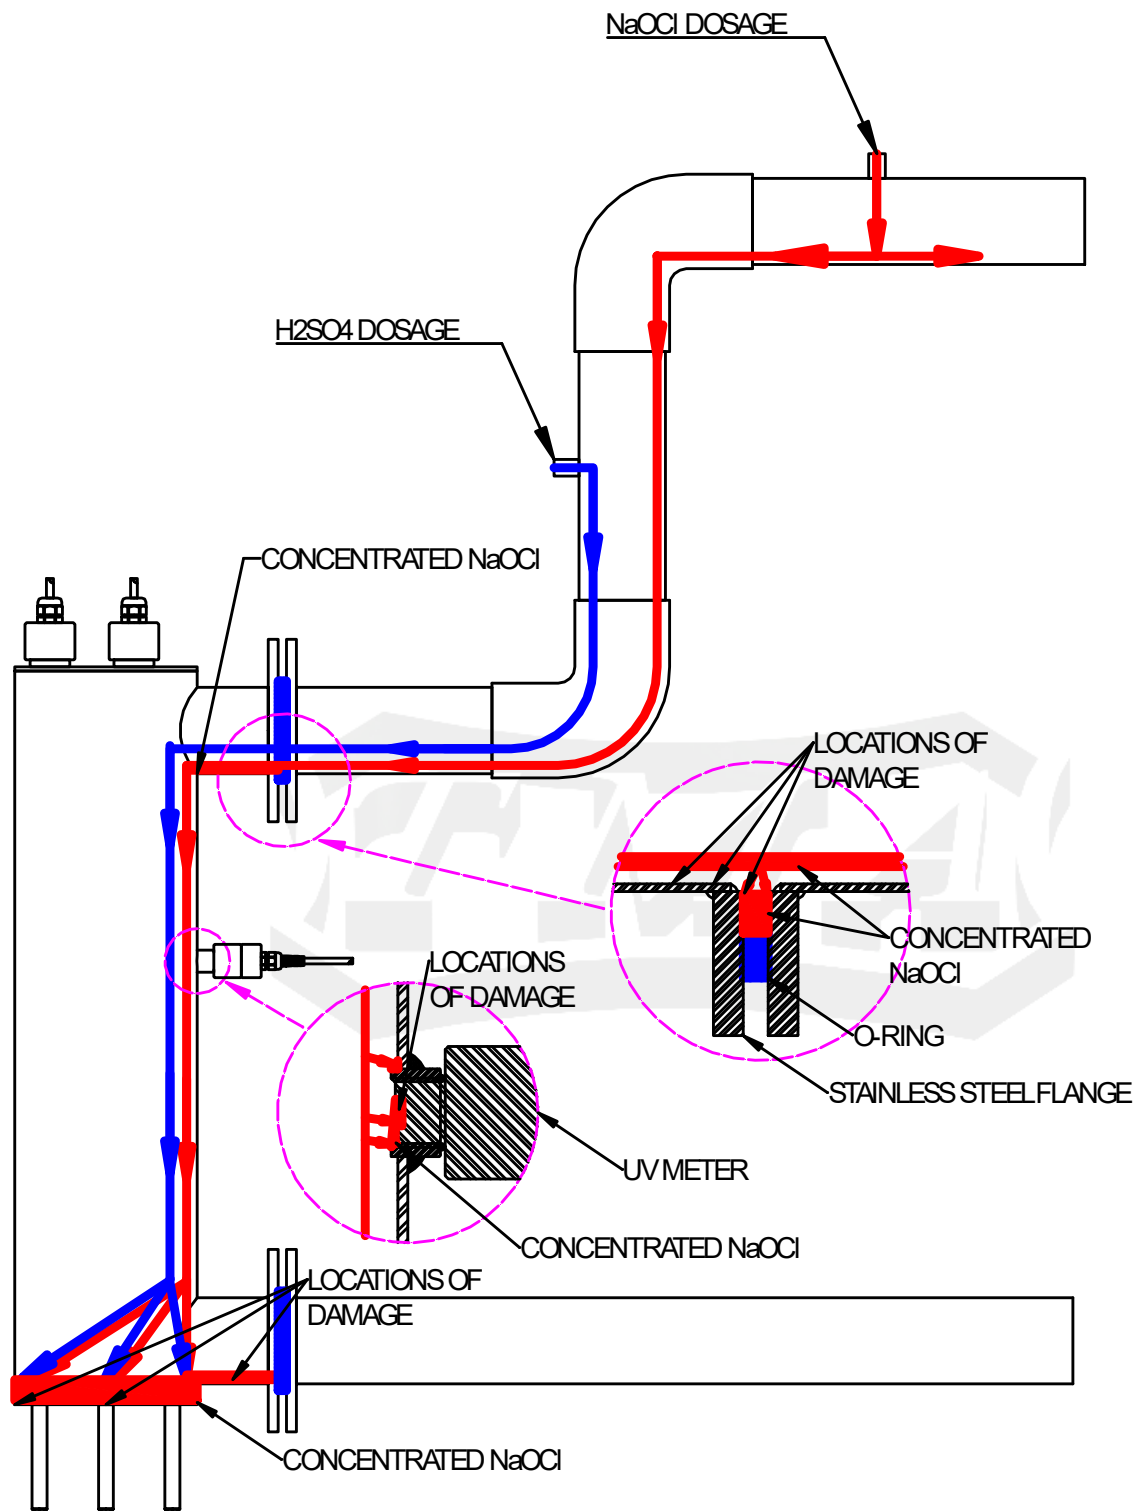 NaOCl DOSAGE
H2SO4 DOSAGE
CONCENTRATED NaOCl
LOCATIONS OF
DAMAGE
CONCENTRATED
NaOCl
O-RING
STAINLESS STEEL FLANGE
LOCATIONS
OF DAMAGE
UV METER
CONCENTRATED NaOCl
LOCATIONS OF
DAMAGE
CONCENTRATED NaOCl